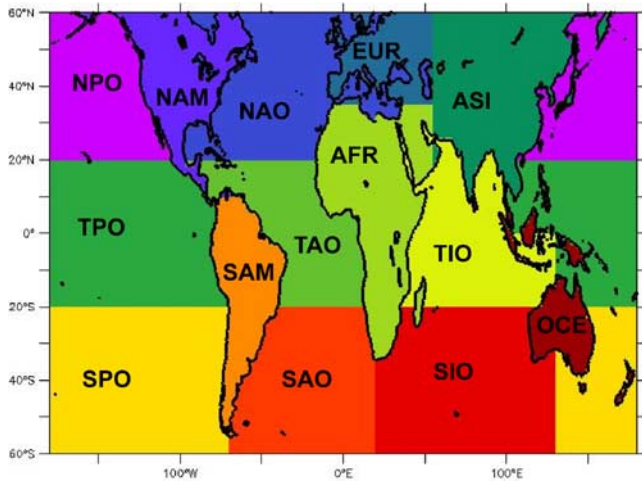 60°N
EUR
NPO
NAM
NAO
ASI
40°N
AFR
20°N
TPO
TAO
TIO
0°
SAM
20°S
OCE
SPO
SAO
SIO
40°S
60°S
100°W
0°E
100°E